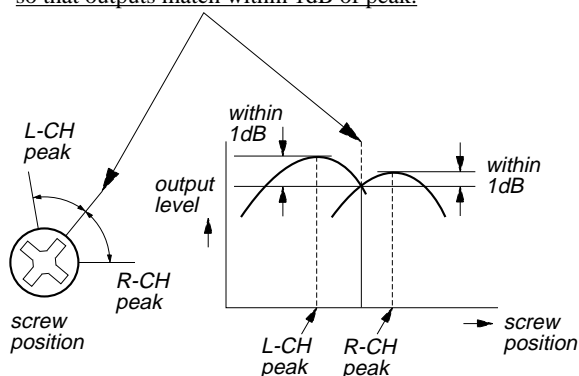 so that outputs match within 1dB of peak.
L-CH
peak
R-CH
peak
screw
position
within
1dB
output
level
within
1dB
L-CH
peak
R-CH
peak
screw
position